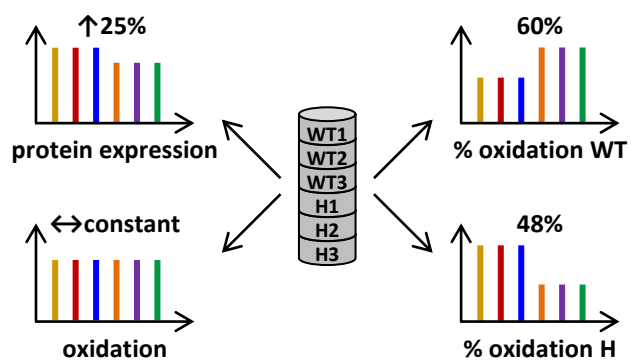 ↑25%
protein expression
60%
% oxidation WT
WT1
WT2
WT3
H1
H2
H3
↔constant
oxidation
48%
% oxidation H